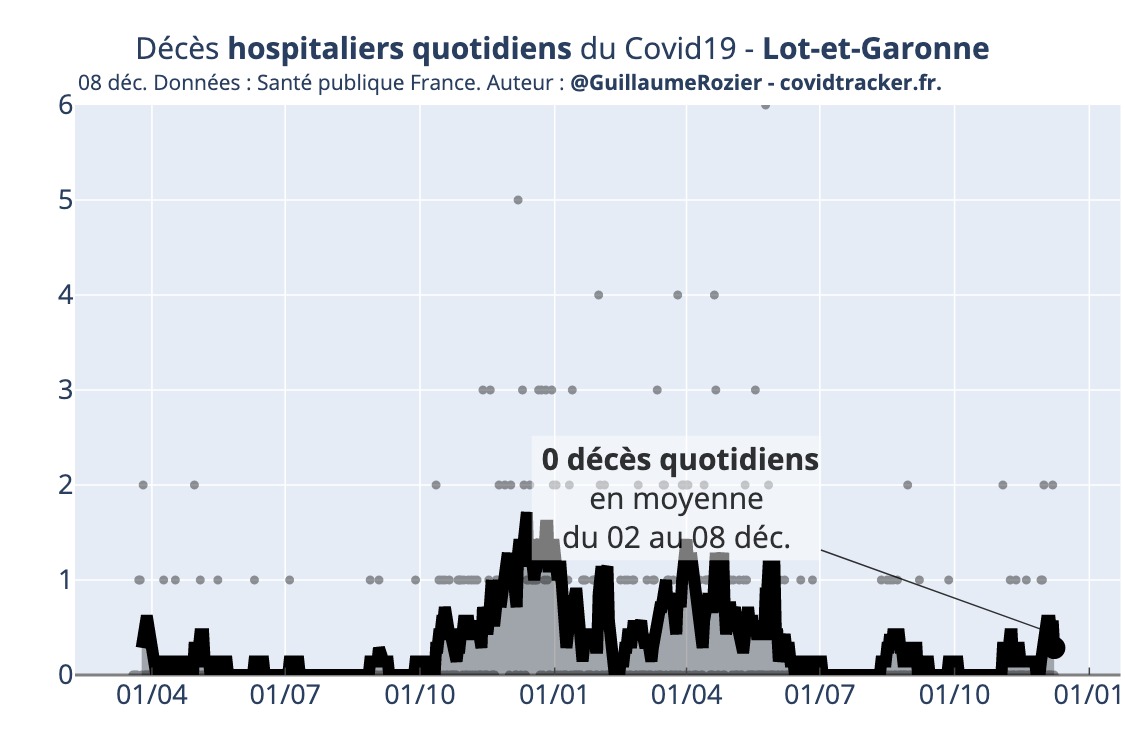 Décès hospitaliers quotidiens du Covid19 - Lot-et-Garonne
08 déc. Données : Santé publique France. Auteur : @GuillaumeRozier - covidtracker.fr.
6
5
4
3
2
1
0
0 décès quotidiens
en moyenne
du 02 au 08 déc.
01/04 01/07 01/10 01/01 01/04 01/07 01/10 01/01